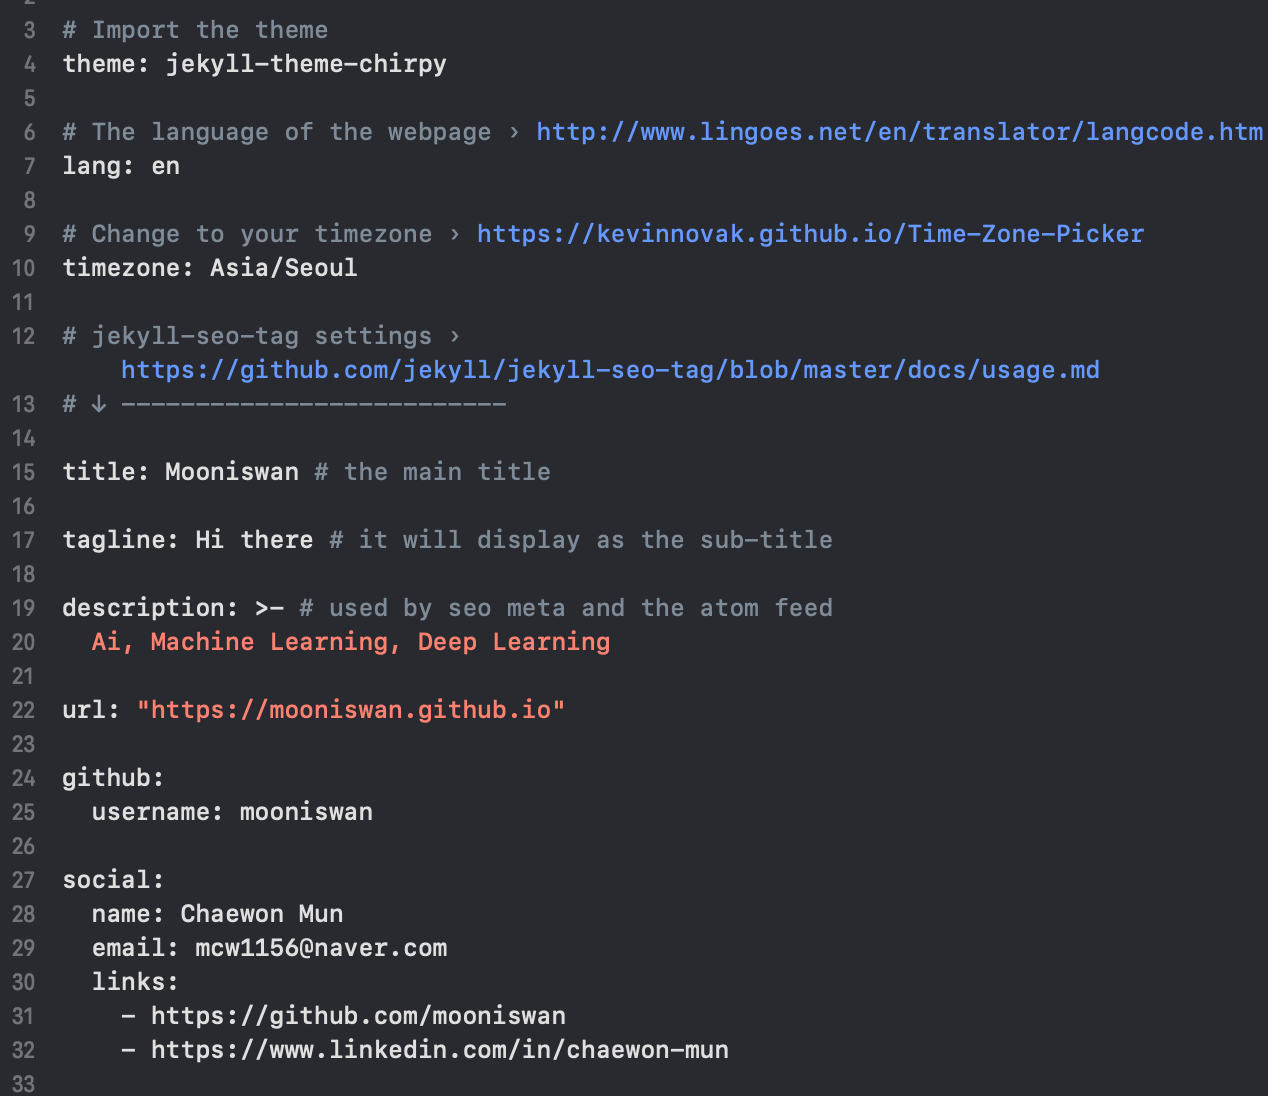 3 # Import the theme
4 theme: jekyll-theme-chirpy
5
6 # The language of the webpage › http://www.lingoes.net/en/translator/langcode.htm
7 lang: en
8
9 # Change to your timezone › https://kevinnovak.github.io/Time-Zone-Picker
10 timezone: Asia/Seoul
11
12 # jekyll-seo-tag settings ›
https://github.com/jekyll/jekyll-seo-tag/blob/master/docs/usage.md
13 # ↓ --------------------------
14
15 title: Mooniswan # the main title
16
17 tagline: Hi there # it will display as the sub-title
18
19 description: >- # used by seo meta and the atom feed
20 Ai, Machine Learning, Deep Learning
21
22 url: "https://mooniswan.github.io"
23
24 github:
25 username: mooniswan
26
27 social:
28 name: Chaewon Mun
29 email: mcw1156@naver.com
30 links:
31 - https://github.com/mooniswan
32 - https://www.linkedin.com/in/chaewon-mun
33